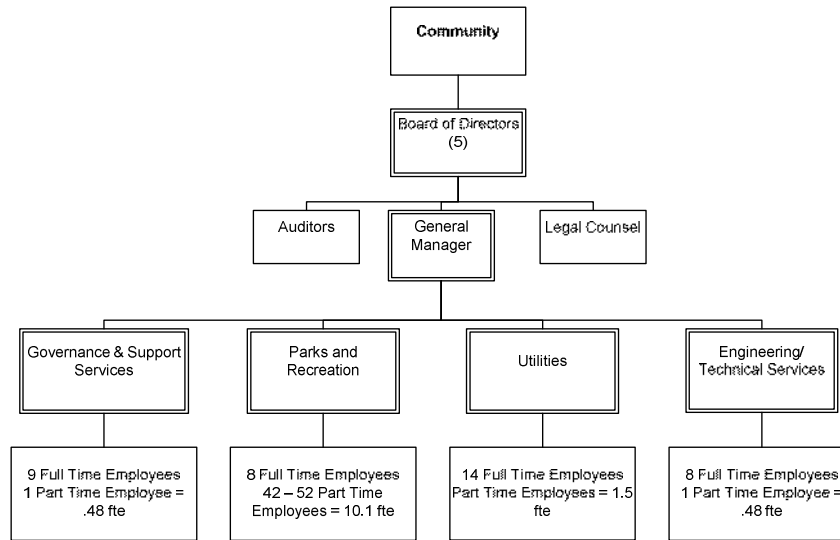 Community
Board of Directors
(5)
Auditors
General
Manager
Legal Counsel
Governance & Support
Services
Parks and
Recreation
Utilities
Engineering/
Technical Services
9 Full Time Employees
1 Part Time Employee =
.48 fte
8 Full Time Employees
42 – 52 Part Time
Employees = 10.1 fte
14 Full Time Employees
Part Time Employees = 1.5
fte
8 Full Time Employees
1 Part Time Employee =
.48 fte